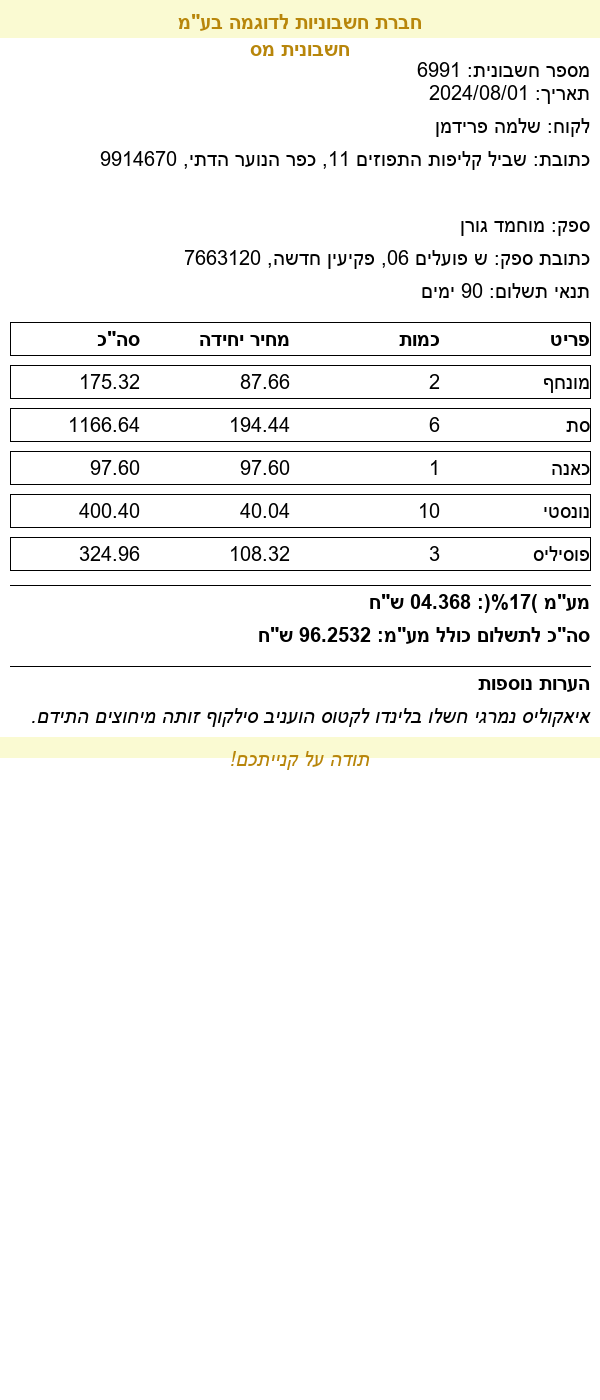 חברת חשבוניות לדוגמה בע"מ
חשבונית מס
מספר חשבונית: 6991
תאריך: 2024/08/01
לקוח: שלמה פרידמן
כתובת: שביל קליפות התפוזים 11, כפר הנוער הדתי, 9914670
ספק: מוחמד גורן
כתובת ספק: ש פועלים 06, פקיעין חדשה, 7663120
תנאי תשלום: 90 ימים
פריט כמות מחיר יחידה סה"כ
מונחף 2 87.66 175.32
סת 6 194.44 1166.64
כאנה 1 97.60 97.60
נונסטי 10 40.04 400.40
פוסיליס 3 108.32 324.96
מע"מ )17%(: 04.368 ש"ח
סה"כ לתשלום כולל מע"מ: 96.2532 ש"ח
הערות נוספות
איאקוליס נמרגי חשלו בלינדו לקטוס הועניב סילקוף זותה מיחוצים התידם.
תודה על קנייתכם!